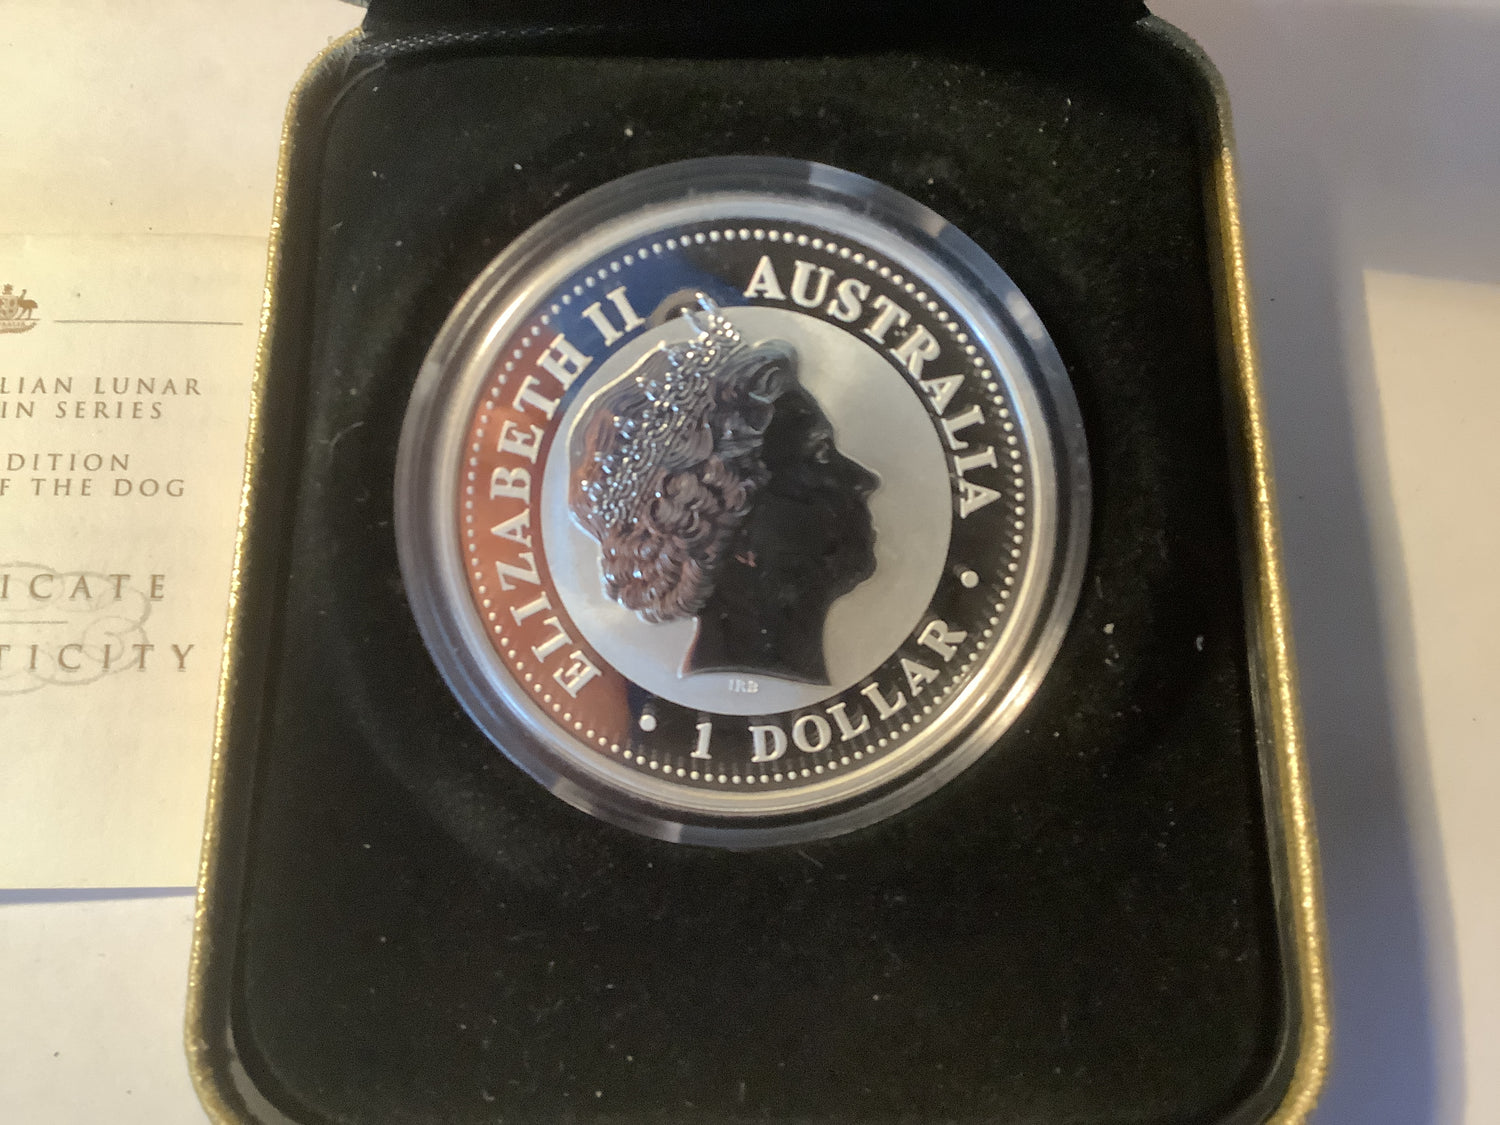 ELIZABETH II
AUSTRALIA
1 DOLLAR
IRB
LIAN LUNAR
IN SERIES
DITION
F THE DOG
ICATE
TICITY